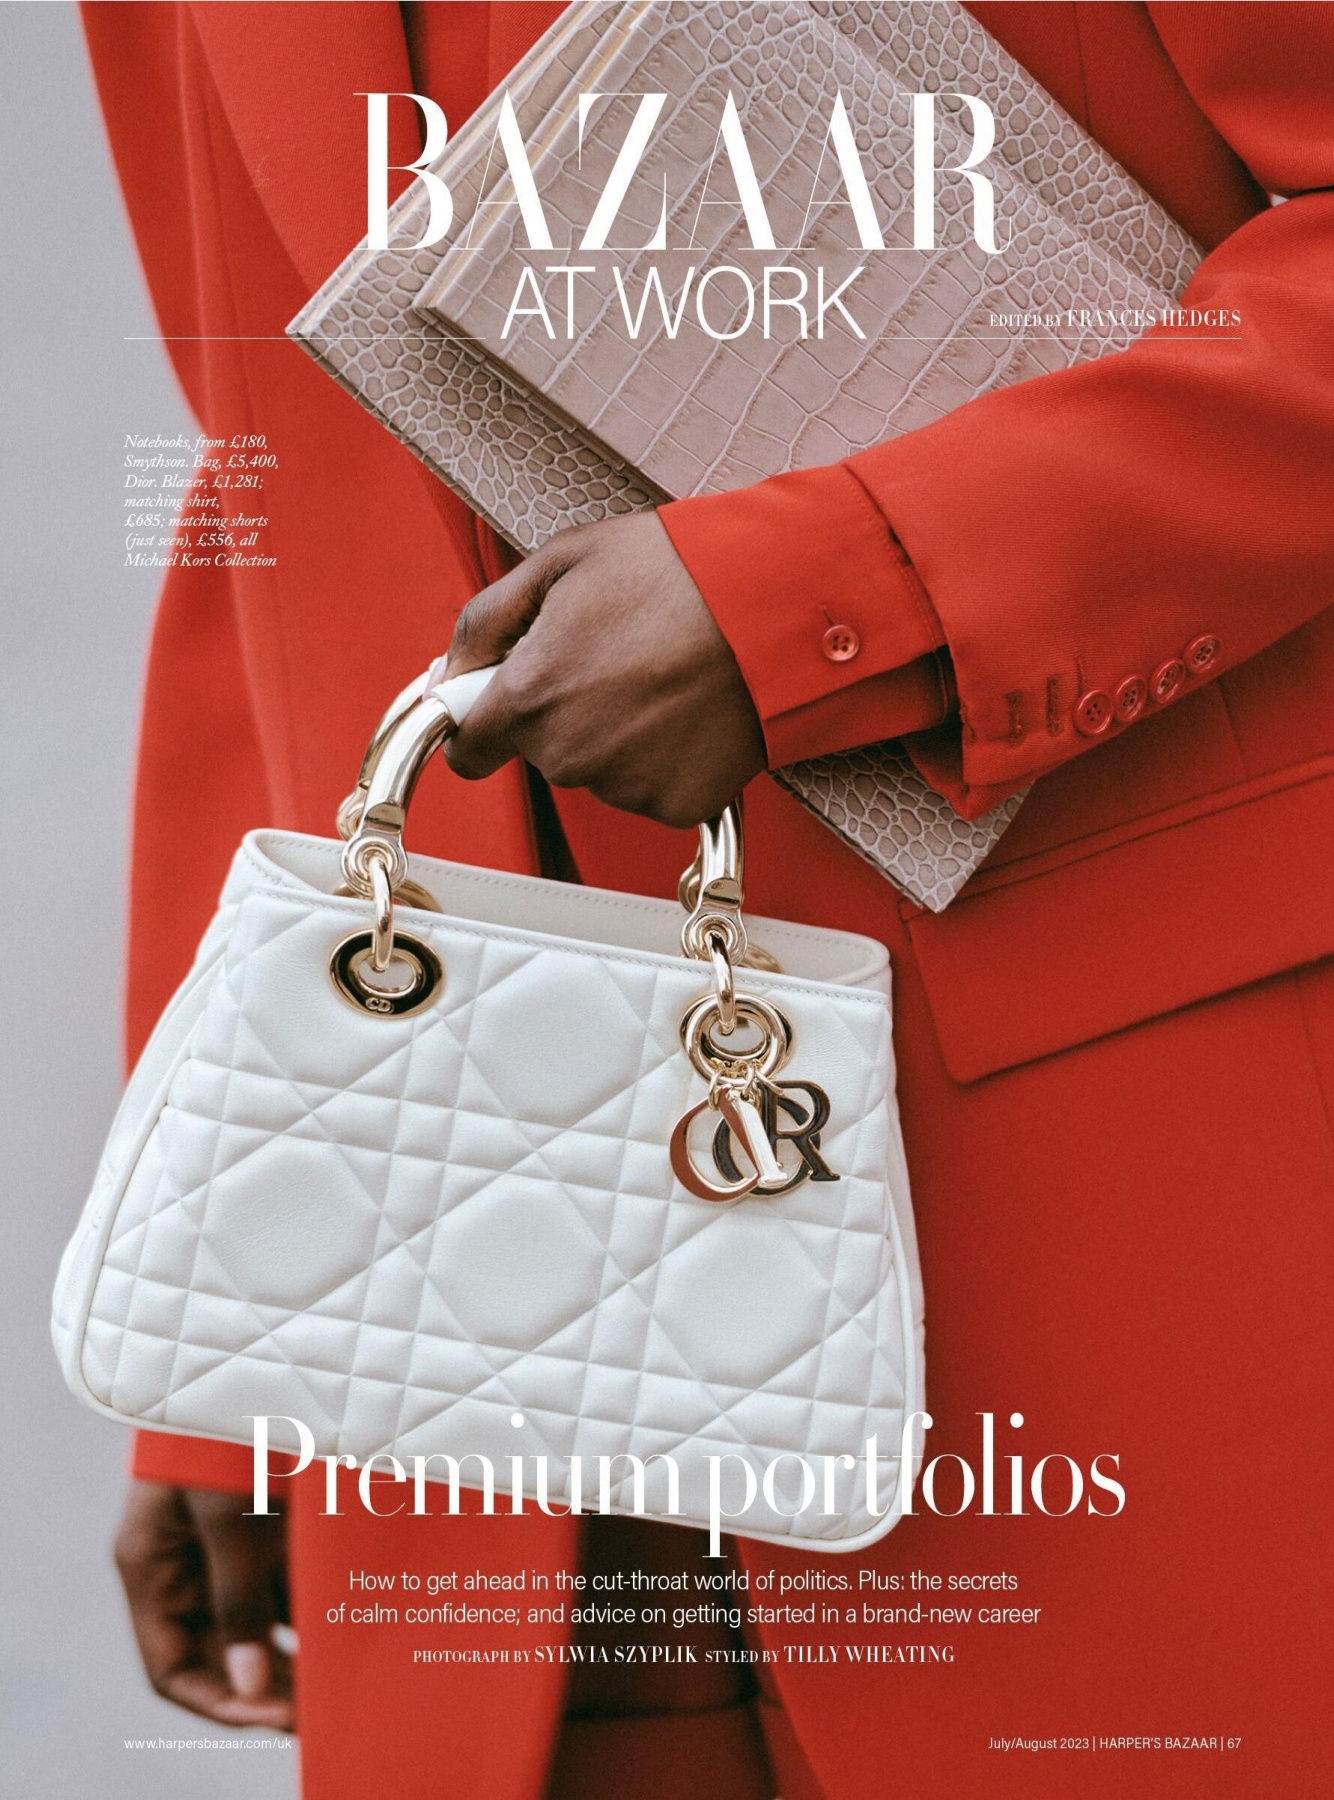 BAZAAR
AT WORK
EDITED BY FRANCES HEDGES
Notebooks, from £180,
Smythson. Bag, £5,400,
Dior. Blazer, £1,281;
matching shirt,
£685; matching shorts
(just seen), £556, all
Michael Kors Collection
CD
CDIR
Premium portfolios
How to get ahead in the cut-throat world of politics. Plus: the secrets
of calm confidence; and advice on getting started in a brand-new career
PHOTOGRAPH BY SYLWIA SZYPLIK STYLED BY TILLY WHEATING
www.harpersbazaar.com/uk
July/August 2023 | HARPER'S BAZAAR | 67